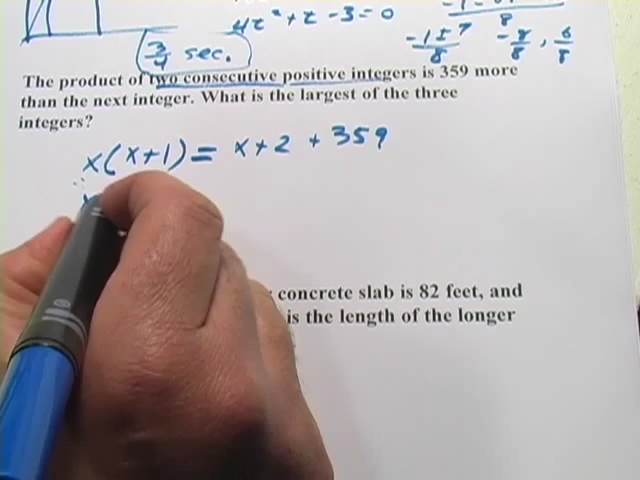 4t² + t - 3 = 0
8
-1 ± 7
8
-8/8 , 6/8
3/4 sec.
The product of two consecutive positive integers is 359 more
than the next integer. What is the largest of the three
integers?
x(x+1) = x+2 + 359
concrete slab is 82 feet, and
is the length of the longer